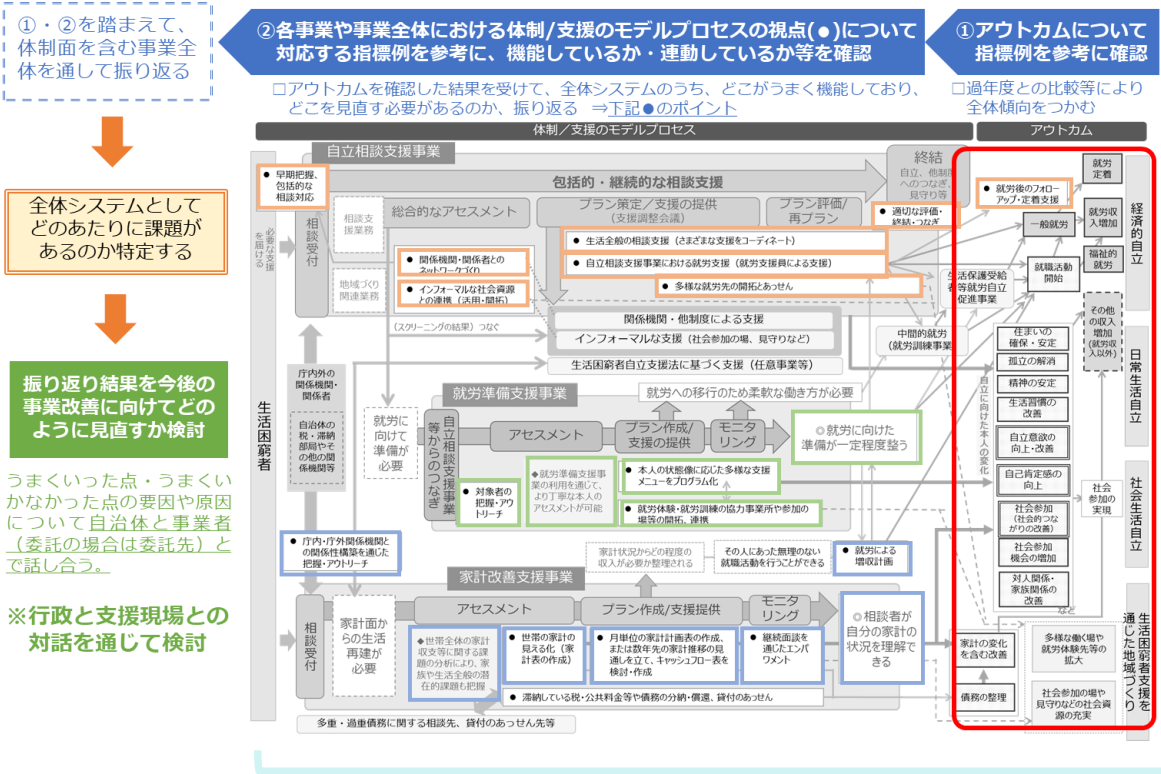 ①・②を踏まえて、
体制面を含む事業全
体を通して振り返る
②各事業や事業全体における体制/支援のモデルプロセスの視点(●)について
対応する指標例を参考に、機能しているか・連動しているか等を確認
①アウトカムについて
指標例を参考に確認
□アウトカムを確認した結果を受けて、全体システムのうち、どこがうまく機能しており、
どこを見直す必要があるのか、振り返る ⇒下記●のポイント
□過年度との比較等により
全体傾向をつかむ
全体システムとして
どのあたりに課題が
あるのか特定する
振り返り結果を今後の
事業改善に向けてどの
ように見直すか検討
うまくいった点・うまくい
かなかった点の要因や原因
について自治体と事業者
（委託の場合は委託先）と
で話し合う。
※行政と支援現場との
対話を通じて検討
体制／支援のモデルプロセス
アウトカム
生活困窮者
必要な支援
を届ける
自立相談支援事業
● 早期把握、
包括的な
相談対応
相談受付
包括的・継続的な相談支援
終結
自立、他制度
へのつなぎ、
見守り等
● 適切な評価・
終結・つなぎ
相談支
援業務
地域づくり
関連業務
総合的なアセスメント
プラン策定／支援の提供
（支援調整会議）
プラン評価/
再プラン
● 関係機関・関係者との
ネットワークづくり
● インフォーマルな社会資源
との連携（活用・開拓）
● 生活全般の相談支援（さまざまな支援をコーディネート）
● 自立相談支援事業における就労支援（就労支援員による支援）
● 多様な就労先の開拓とあっせん
（スクリーニングの結果）つなぐ
関係機関・他制度による支援
インフォーマルな支援（社会参加の場、見守りなど）
生活困窮者自立支援法に基づく支援（任意事業等）
生活保護受給
者等就労自立
促進事業
中間的就労
（就労訓練事業）
庁内外の
関係機関・
関係者
自治体の
税・滞納
部局やそ
の他の関
係機関等
就労に
向けて
準備が
必要
就労準備支援事業
就労への移行のため柔軟な働き方が必要
自立相談支援事業
等からのつなぎ
アセスメント
プラン作成/
支援の提供
モニタ
リング
◎就労に向けた
準備が一定程度整う
● 対象者の
把握・アウ
トリーチ
◆就労準備支援事
業の利用を通じて、
より丁寧な本人の
アセスメントが可能
● 本人の状態像に応じた多様な支援
メニューをプログラム化
● 就労体験・就労訓練の協力事業所や参加の
場等の開拓、連携
● 庁内・庁外関係機関と
の関係性構築を通じた
把握・アウトリーチ
家計状況からどの程度の
収入が必要か整理される
その人にあった無理のない
就職活動を行うことができる
● 就労による
増収計画
家計改善支援事業
相談受付
家計面か
らの生活
再建が
必要
アセスメント
プラン作成/支援提供
モニタ
リング
◎相談者が
自分の家計の
状況を理解で
きる
◆世帯全体の家計
収支等に関する課
題の分析により、家
族や生活全般の潜
在的課題も把握
● 世帯の家計の
見える化（家
計表の作成）
● 月単位の家計計画表の作成、
または数年先の家計推移の見
通しを立て、キャッシュフロー表を
検討・作成
● 継続面談を
通じたエンパ
ワメント
● 滞納している税・公共料金等や債務の分納・償還、貸付のあっせん
多重・過重債務に関する相談先、貸付のあっせん先等
● 就労後のフォロー
アップ・定着支援
就労
定着
一般就労
就労収
入増加
福祉的
就労
就職活動
開始
その他
の収入
増加
(就労収
入以外)
自立に向けた本人の変化
住まいの
確保・安定
孤立の解消
精神の安定
生活習慣の
改善
自立意欲の
向上・改善
自己肯定感の
向上
社会参加
(社会的つな
がりの改善)
社会参加
機会の増加
対人関係・
家族関係の
改善
社会
参加の
実現
家計の変化
を含む改善
債務の整理
多様な働く場や
就労体験先等の
拡大
社会参加の場や
見守りなどの社会資
源の充実
経済的自立
日常生活自立
社会生活自立
生活困窮者支援を
通じた地域づくり